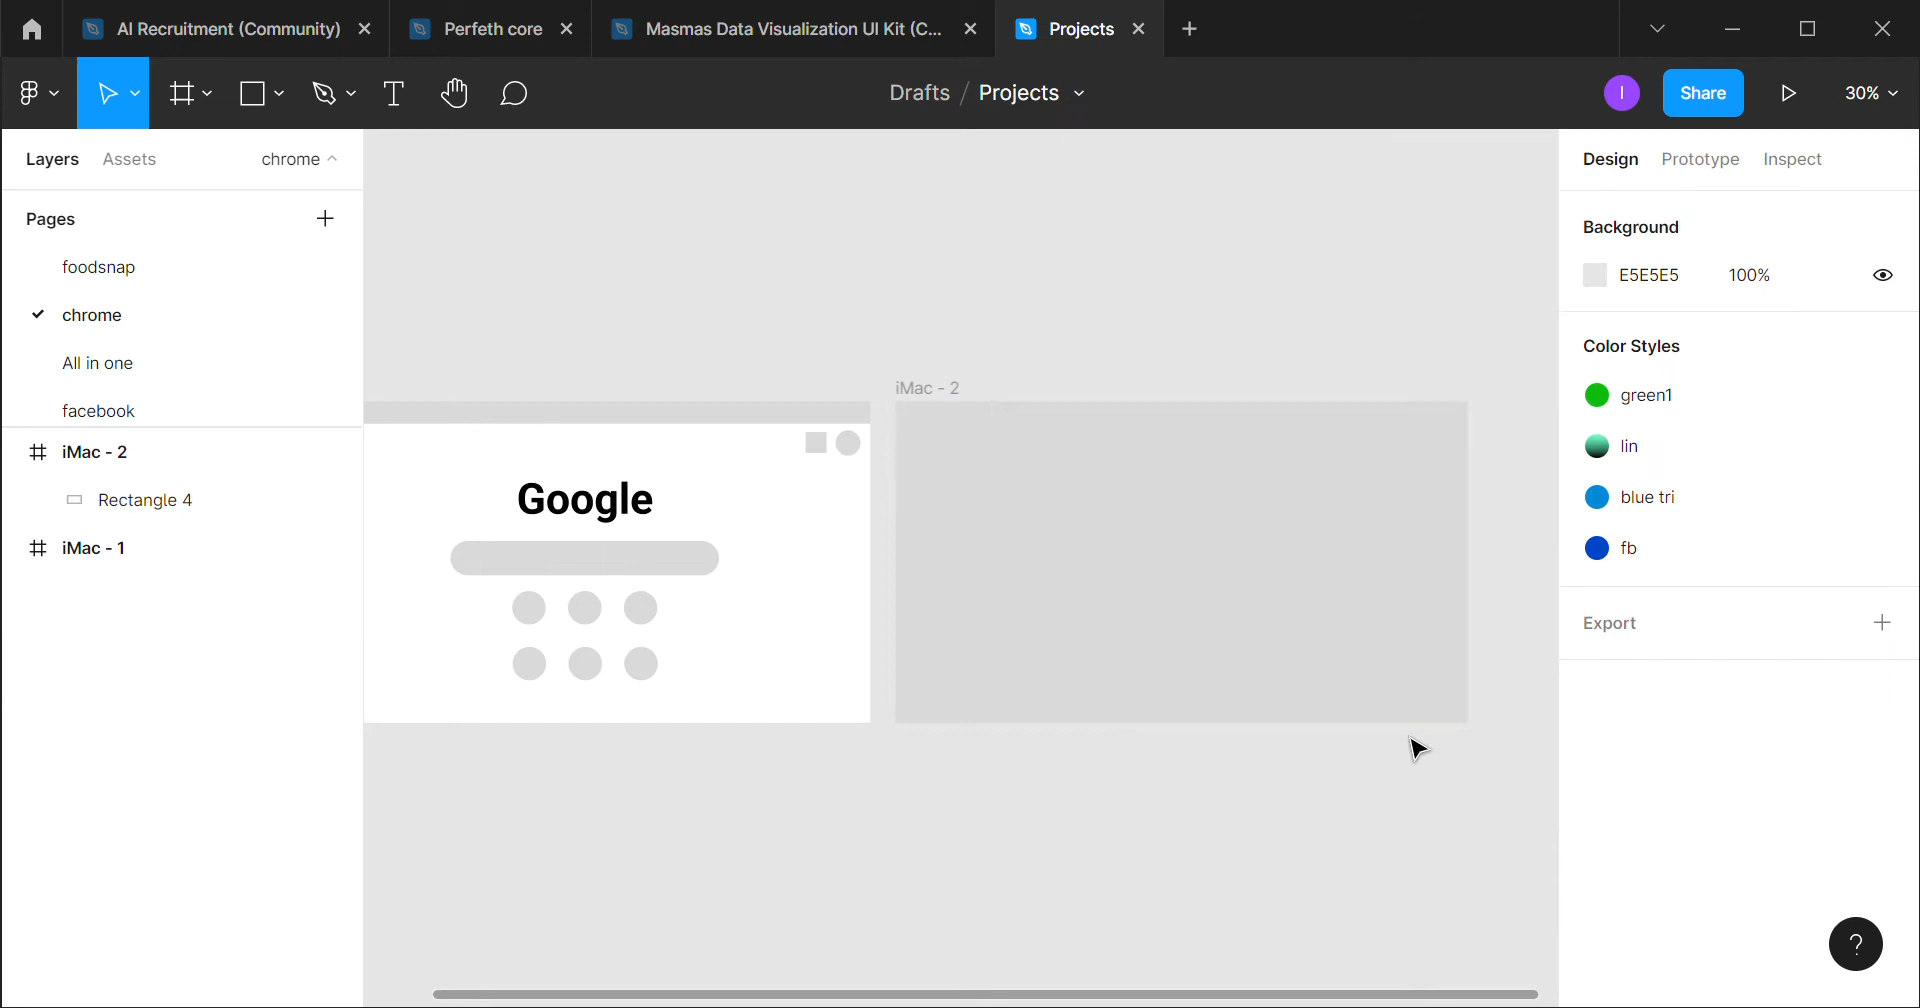 AI Recruitment (Community)
Perfeth core
Masmas Data Visualization UI Kit (C...
Projects
Drafts / Projects
I
Share
30%
Layers
Assets
chrome
Pages
foodsnap
chrome
All in one
facebook
iMac - 2
Rectangle 4
iMac - 1
iMac - 2
Google
Design
Prototype
Inspect
Background
E5E5E5
100%
Color Styles
green1
lin
blue tri
fb
Export
?